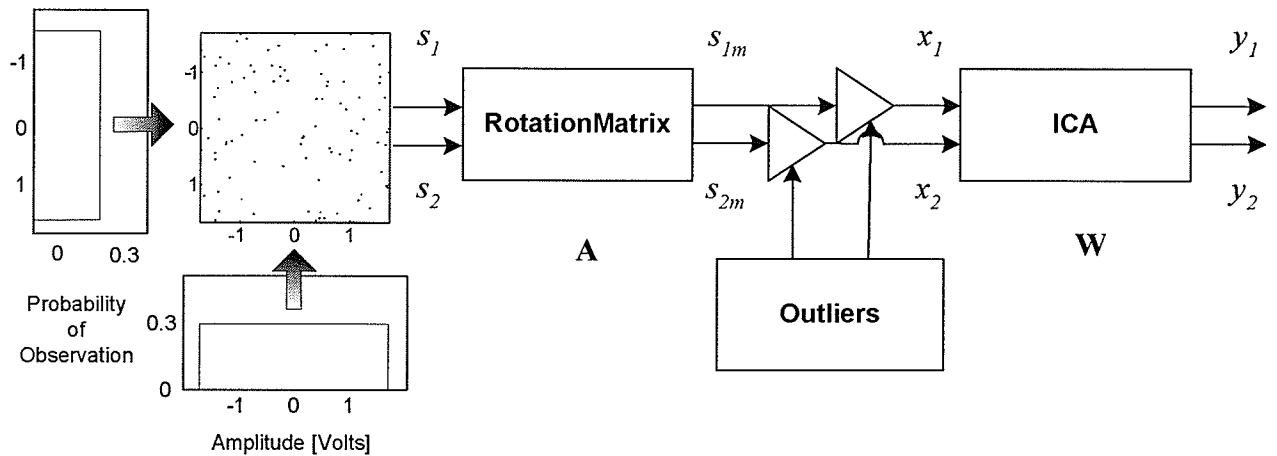 s1
s1m
x1
y1
-1
0
1
-1
0
1
RotationMatrix
ICA
s2
s2m
x2
y2
-1
0
1
A
W
0
0.3
Probability
of
Observation
0.3
0
Outliers
-1
0
1
Amplitude [Volts]